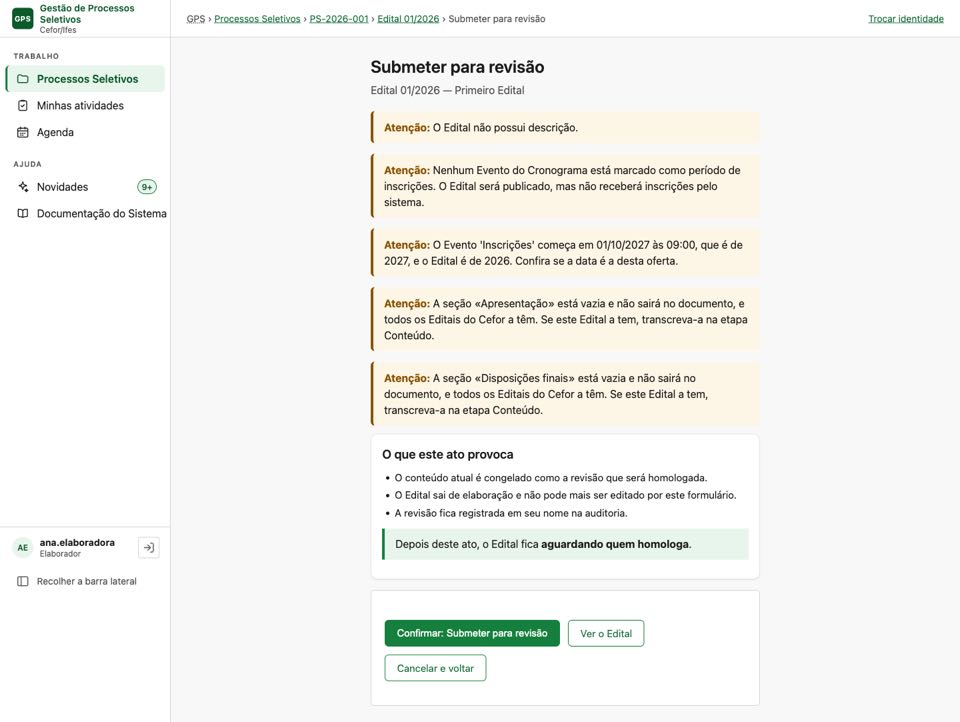 GPS
Gestão de Processos
Seletivos
Cefor/Ifes
TRABALHO
Processos Seletivos
Minhas atividades
Agenda
AJUDA
Novidades 9+
Documentação do Sistema
AE
ana.elaboradora
Elaborador
Recolher a barra lateral
GPS › Processos Seletivos › PS-2026-001 › Edital 01/2026 › Submeter para revisão
Trocar identidade
Submeter para revisão
Edital 01/2026 — Primeiro Edital
Atenção: O Edital não possui descrição.
Atenção: Nenhum Evento do Cronograma está marcado como período de
inscrições. O Edital será publicado, mas não receberá inscrições pelo
sistema.
Atenção: O Evento 'Inscrições' começa em 01/10/2027 às 09:00, que é de
2027, e o Edital é de 2026. Confira se a data é a desta oferta.
Atenção: A seção «Apresentação» está vazia e não sairá no documento, e
todos os Editais do Cefor a têm. Se este Edital a tem, transcreva-a na etapa
Conteúdo.
Atenção: A seção «Disposições finais» está vazia e não sairá no
documento, e todos os Editais do Cefor a têm. Se este Edital a tem,
transcreva-a na etapa Conteúdo.
O que este ato provoca
• O conteúdo atual é congelado como a revisão que será homologada.
• O Edital sai de elaboração e não pode mais ser editado por este formulário.
• A revisão fica registrada em seu nome na auditoria.
Depois deste ato, o Edital fica aguardando quem homologa.
Confirmar: Submeter para revisão
Ver o Edital
Cancelar e voltar